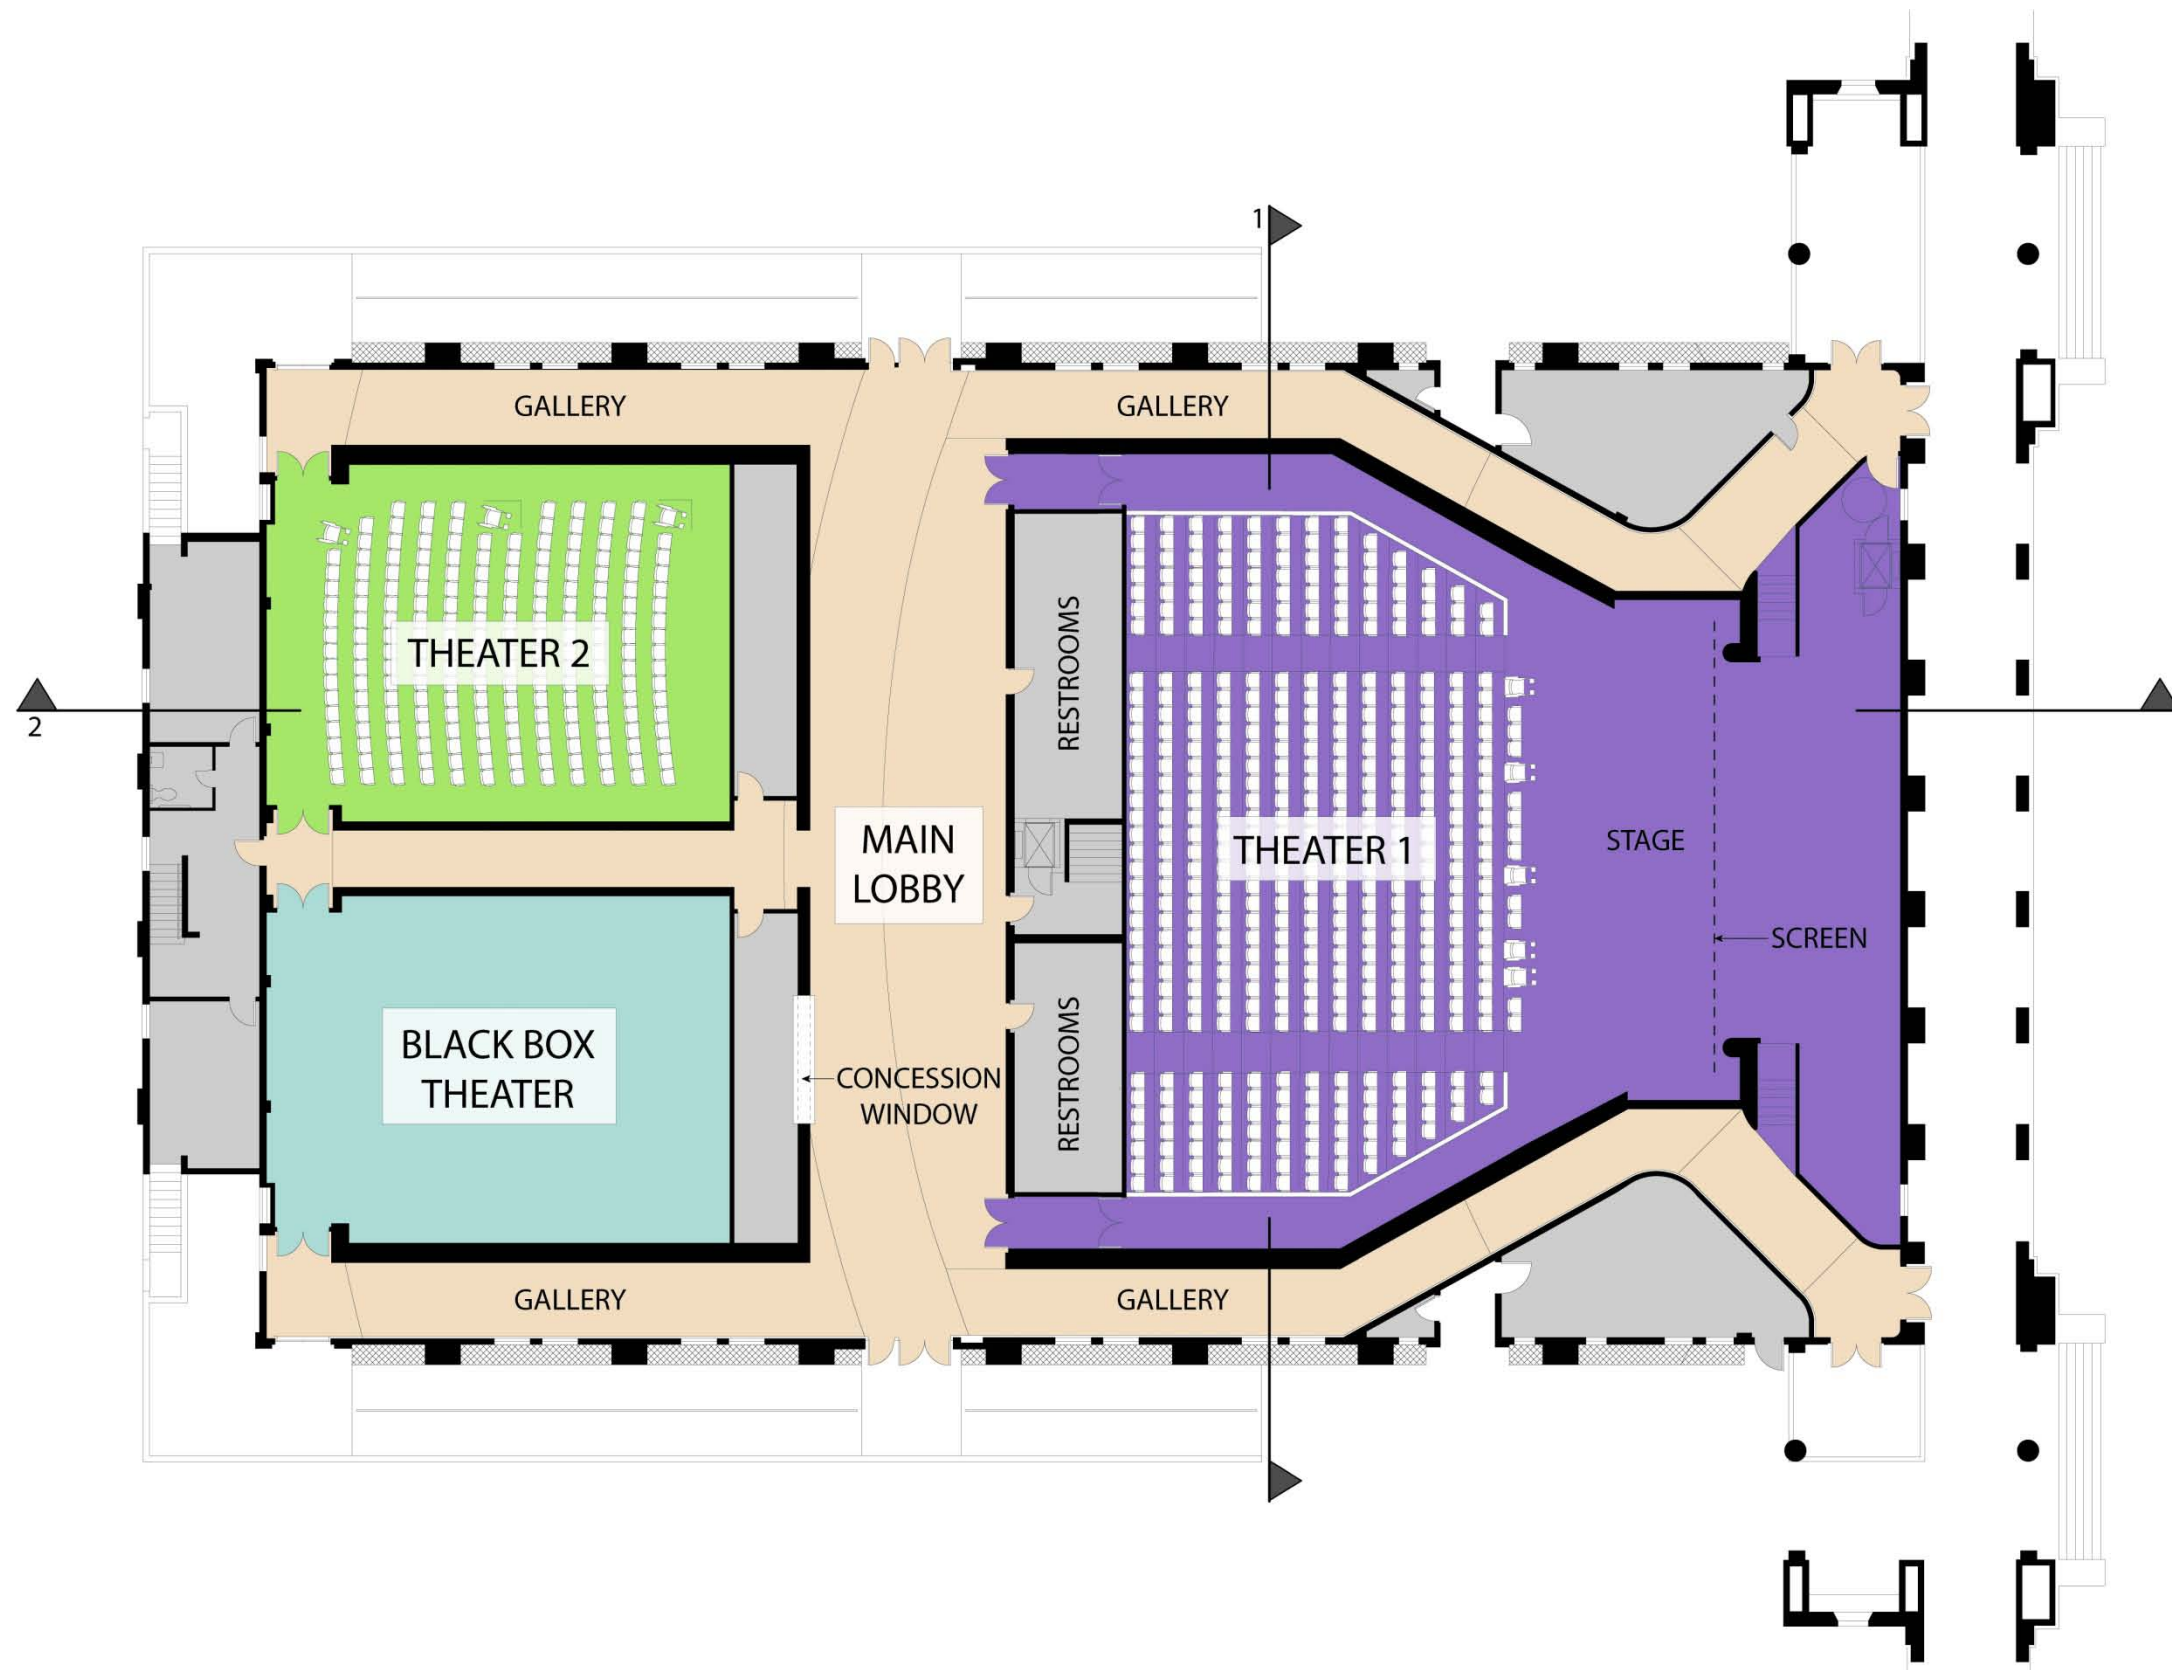 1
GALLERY
GALLERY
THEATER 2
RESTROOMS
2
MAIN
LOBBY
THEATER 1
STAGE
SCREEN
BLACK BOX
THEATER
CONCESSION
WINDOW
RESTROOMS
GALLERY
GALLERY